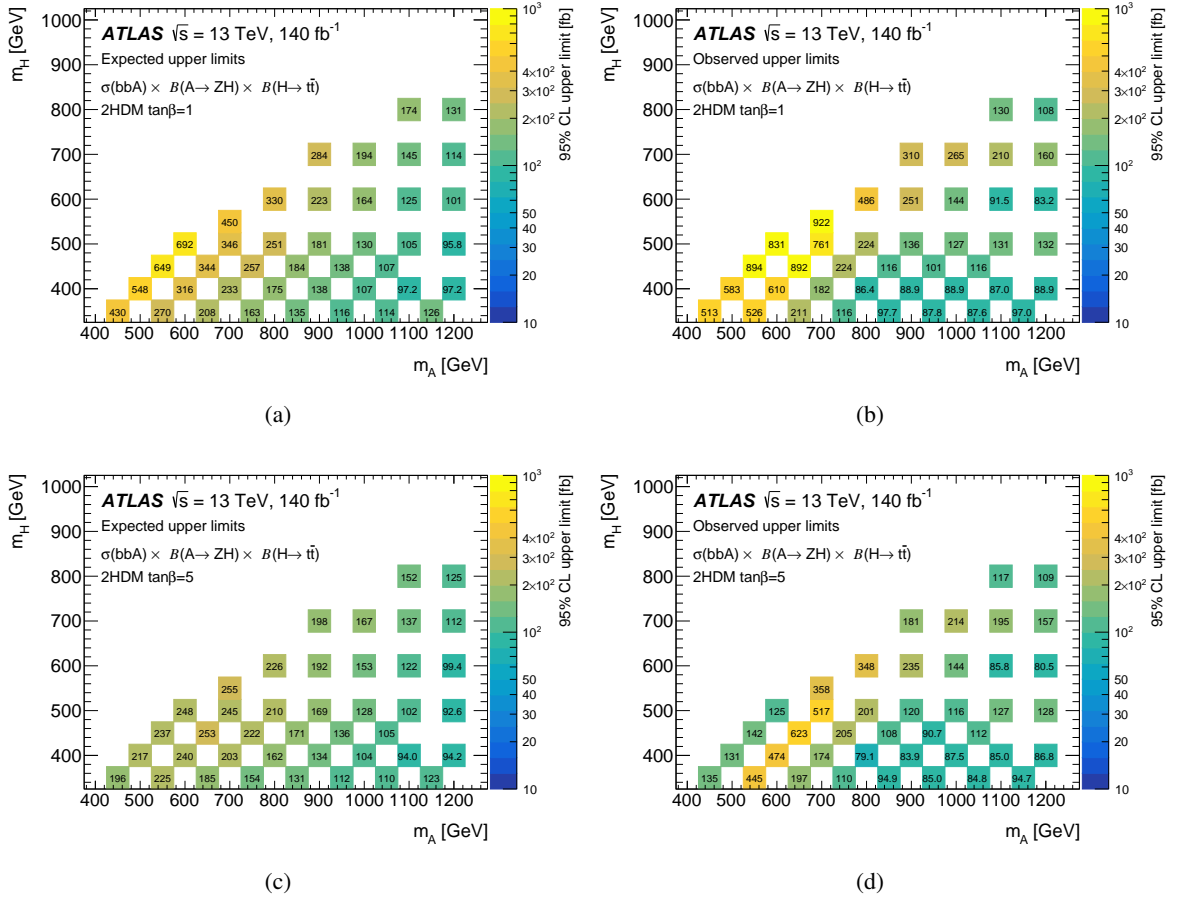 ATLAS √s = 13 TeV, 140 fb⁻¹
Expected upper limits
σ(bbA) × B(A→ ZH) × B(H→ tt̄)
2HDM tanβ=1
m_H [GeV]
1000
900
800 174 131
700 284 194 145 114
600 330 223 164 125 101
450
500 692 346 251 181 130 105 95.8
649 344 257 184 138 107
400 548 316 233 175 138 107 97.2 97.2
430 270 208 163 135 116 114 126
400 500 600 700 800 900 1000 1100 1200
m_A [GeV]
10³
4×10²
3×10²
2×10²
10²
50
40
30
20
10
95% CL upper limit [fb]
(a)
ATLAS √s = 13 TeV, 140 fb⁻¹
Observed upper limits
σ(bbA) × B(A→ ZH) × B(H→ tt̄)
2HDM tanβ=1
m_H [GeV]
1000
900
800 130 108
700 310 265 210 160
600 486 251 144 91.5 83.2
922
500 831 761 224 136 127 131 132
894 892 224 116 101 116
400 583 610 182 86.4 88.9 88.9 87.0 88.9
513 526 211 116 97.7 87.8 87.6 97.0
400 500 600 700 800 900 1000 1100 1200
m_A [GeV]
10³
4×10²
3×10²
2×10²
10²
50
40
30
20
10
95% CL upper limit [fb]
(b)
ATLAS √s = 13 TeV, 140 fb⁻¹
Expected upper limits
σ(bbA) × B(A→ ZH) × B(H→ tt̄)
2HDM tanβ=5
m_H [GeV]
1000
900
800 152 125
700 198 167 137 112
600 226 192 153 122 99.4
255
500 248 245 210 169 128 102 92.6
237 253 222 171 136 105
400 217 240 203 162 131 104 94.0 94.2
196 225 185 154 131 112 110 123
400 500 600 700 800 900 1000 1100 1200
m_A [GeV]
10³
4×10²
3×10²
2×10²
10²
50
40
30
20
10
95% CL upper limit [fb]
(c)
ATLAS √s = 13 TeV, 140 fb⁻¹
Observed upper limits
σ(bbA) × B(A→ ZH) × B(H→ tt̄)
2HDM tanβ=5
m_H [GeV]
1000
900
800 117 109
700 181 214 195 157
600 348 235 144 85.8 80.5
358
500 125 517 201 120 116 127 128
142 623 205 108 90.7 112
400 131 474 174 79.1 83.9 87.5 85.0 86.8
135 445 197 110 94.9 85.0 84.8 94.7
400 500 600 700 800 900 1000 1100 1200
m_A [GeV]
10³
4×10²
3×10²
2×10²
10²
50
40
30
20
10
95% CL upper limit [fb]
(d)